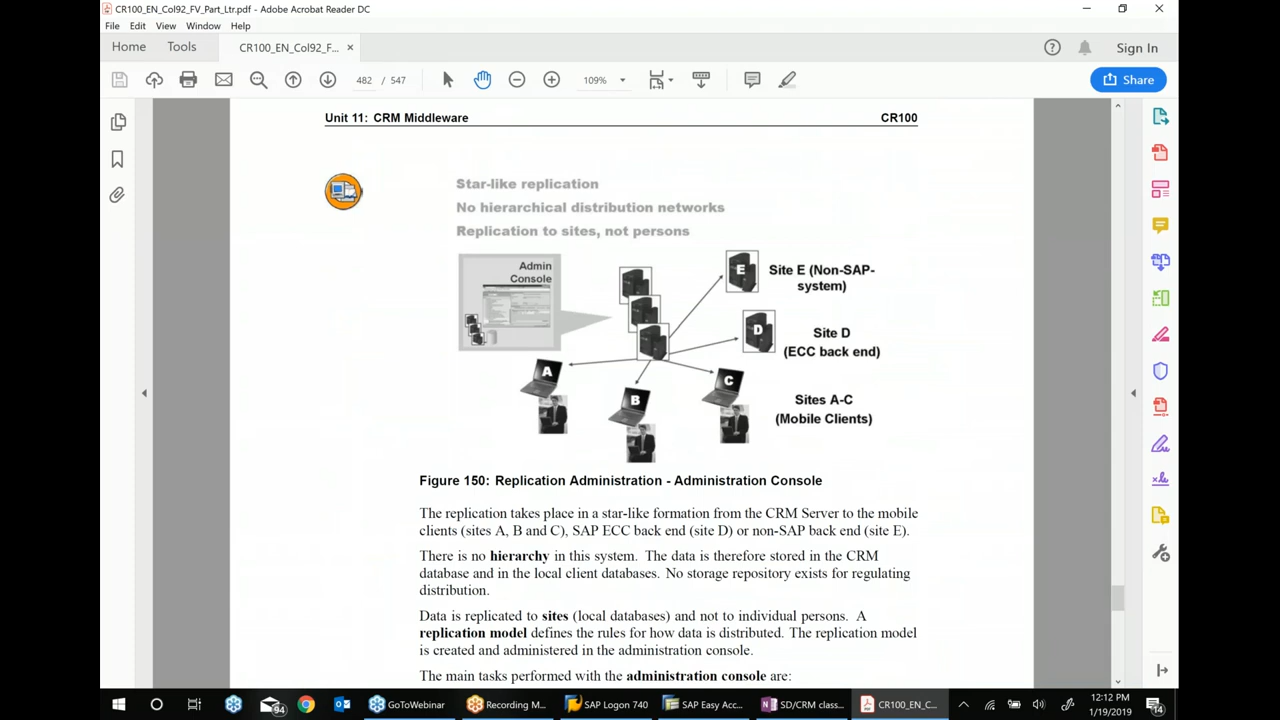 CR100_EN_Col92_FV_Part_Ltr.pdf - Adobe Acrobat Reader DC
File Edit View Window Help
Home Tools CR100_EN_Col92_F... × Sign In
482 / 547 109% Share
Unit 11: CRM Middleware CR100
Star-like replication
No hierarchical distribution networks
Replication to sites, not persons
Admin
Console
E Site E (Non-SAP-
system)
D Site D
(ECC back end)
A B C Sites A-C
(Mobile Clients)
Figure 150: Replication Administration - Administration Console
The replication takes place in a star-like formation from the CRM Server to the mobile
clients (sites A, B and C), SAP ECC back end (site D) or non-SAP back end (site E).
There is no hierarchy in this system. The data is therefore stored in the CRM
database and in the local client databases. No storage repository exists for regulating
distribution.
Data is replicated to sites (local databases) and not to individual persons. A
replication model defines the rules for how data is distributed. The replication model
is created and administered in the administration console.
The main tasks performed with the administration console are:
94 GoToWebinar Recording M... SAP Logon 740 SAP Easy Acc... SD/CRM class... CR100_EN_C... 12:12 PM
1/19/2019 14